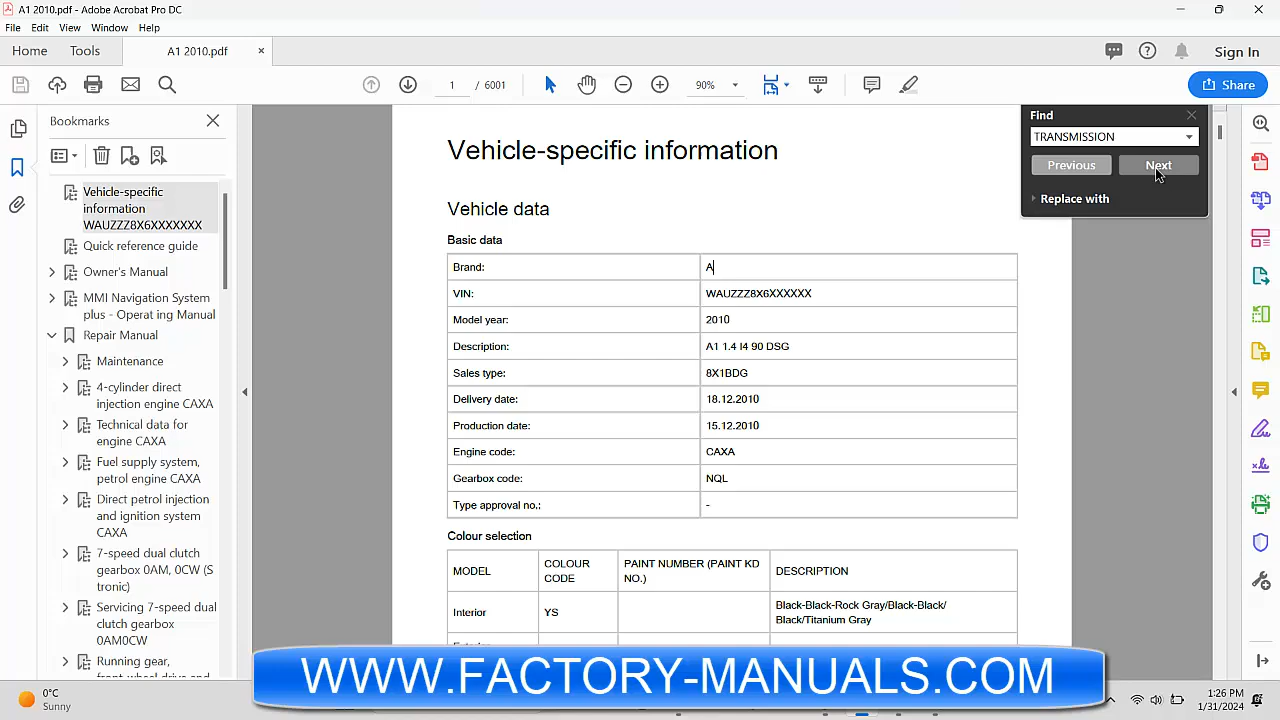 A1 2010.pdf - Adobe Acrobat Pro DC
File Edit View Window Help
Home Tools A1 2010.pdf × Sign In
1 / 6001 90% Share
Bookmarks
Vehicle-specific
information
WAUZZZ8X6XXXXXXX
Quick reference guide
Owner's Manual
MMI Navigation System
plus - Operat ing Manual
Repair Manual
Maintenance
4-cylinder direct
injection engine CAXA
Technical data for
engine CAXA
Fuel supply system,
petrol engine CAXA
Direct petrol injection
and ignition system
CAXA
7-speed dual clutch
gearbox 0AM, 0CW (S
tronic)
Servicing 7-speed dual
clutch gearbox
0AM0CW
Running gear,
front-wheel drive and
Vehicle-specific information
Vehicle data
Basic data
Brand: A
VIN: WAUZZZ8X6XXXXXX
Model year: 2010
Description: A1 1.4 I4 90 DSG
Sales type: 8X1BDG
Delivery date: 18.12.2010
Production date: 15.12.2010
Engine code: CAXA
Gearbox code: NQL
Type approval no.: -
Colour selection
MODEL COLOUR CODE PAINT NUMBER (PAINT KD NO.) DESCRIPTION
Interior YS Black-Black-Rock Gray/Black-Black/
Black/Titanium Gray
Find
TRANSMISSION
Previous Next
Replace with
WWW.FACTORY-MANUALS.COM
0°C
Sunny
1:26 PM
1/31/2024